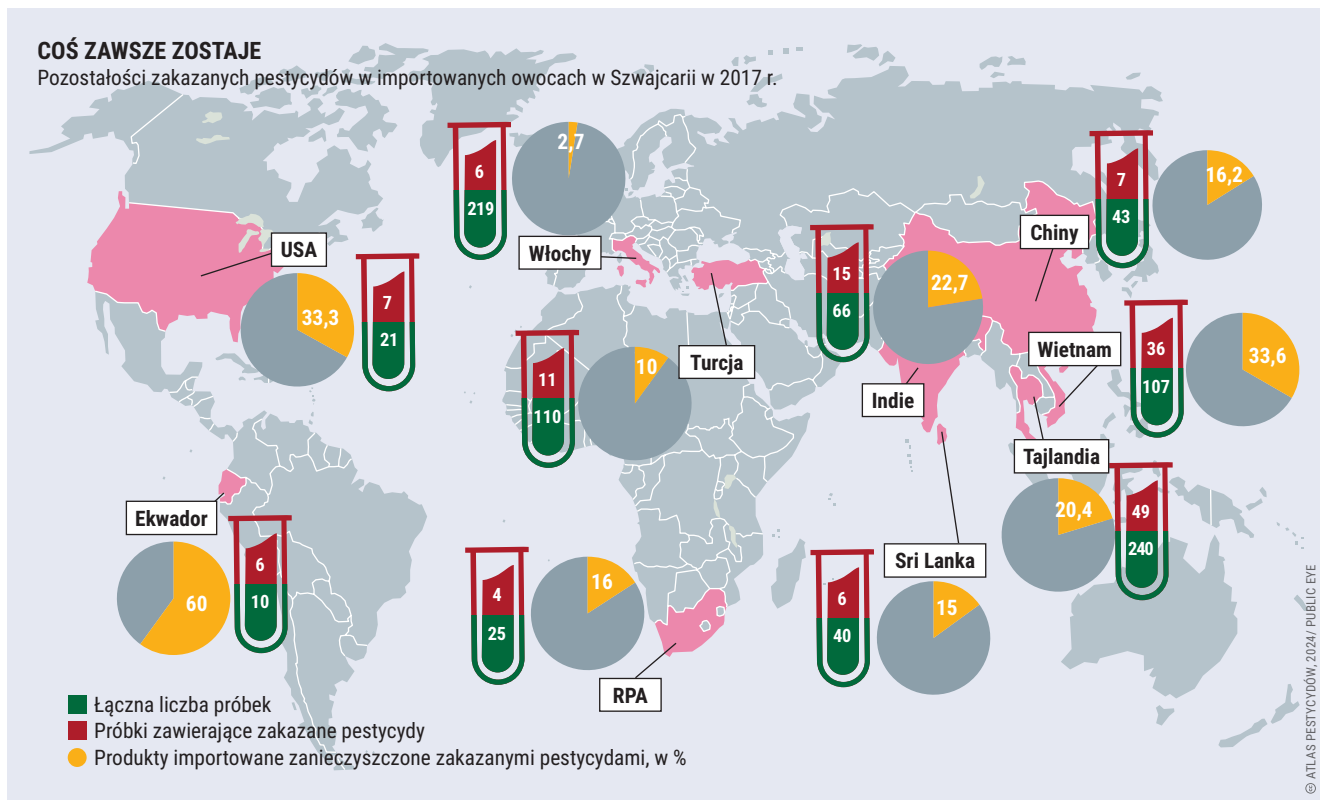 COŚ ZAWSZE ZOSTAJE
Pozostałości zakazanych pestycydów w importowanych owocach w Szwajcarii w 2017 r.
USA
33,3
7
21
6
219
2,7
Włochy
Turcja
11
110
10
15
66
22,7
Indie
Chiny
7
43
16,2
Wietnam
36
107
33,6
Tajlandia
20,4
49
240
Ekwador
60
6
10
4
25
16
RPA
Sri Lanka
6
40
15
Łączna liczba próbek
Próbki zawierające zakazane pestycydy
Produkty importowane zanieczyszczone zakazanymi pestycydami, w %
© ATLAS PESTYCYDÓW, 2024/ PUBLIC EYE